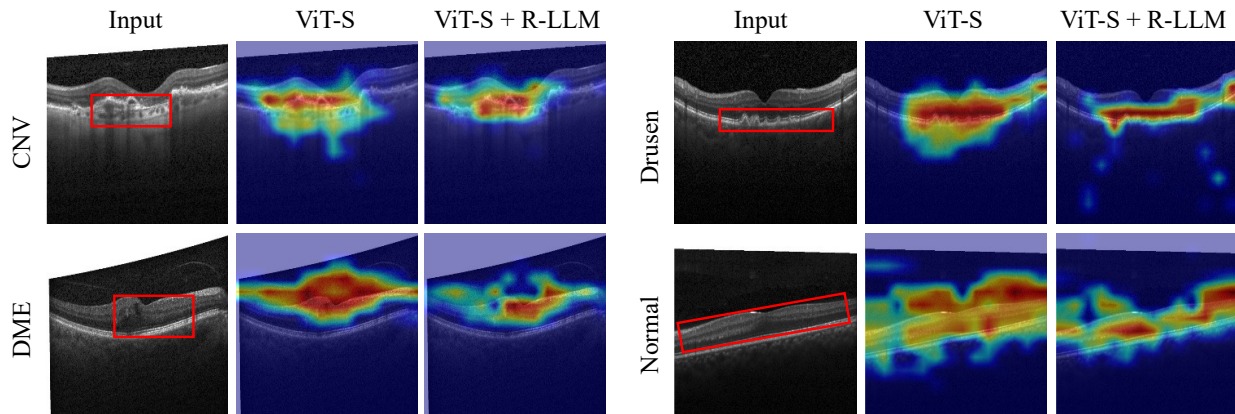 Input ViT-S ViT-S + R-LLM Input ViT-S ViT-S + R-LLM
CNV
Drusen
DME
Normal